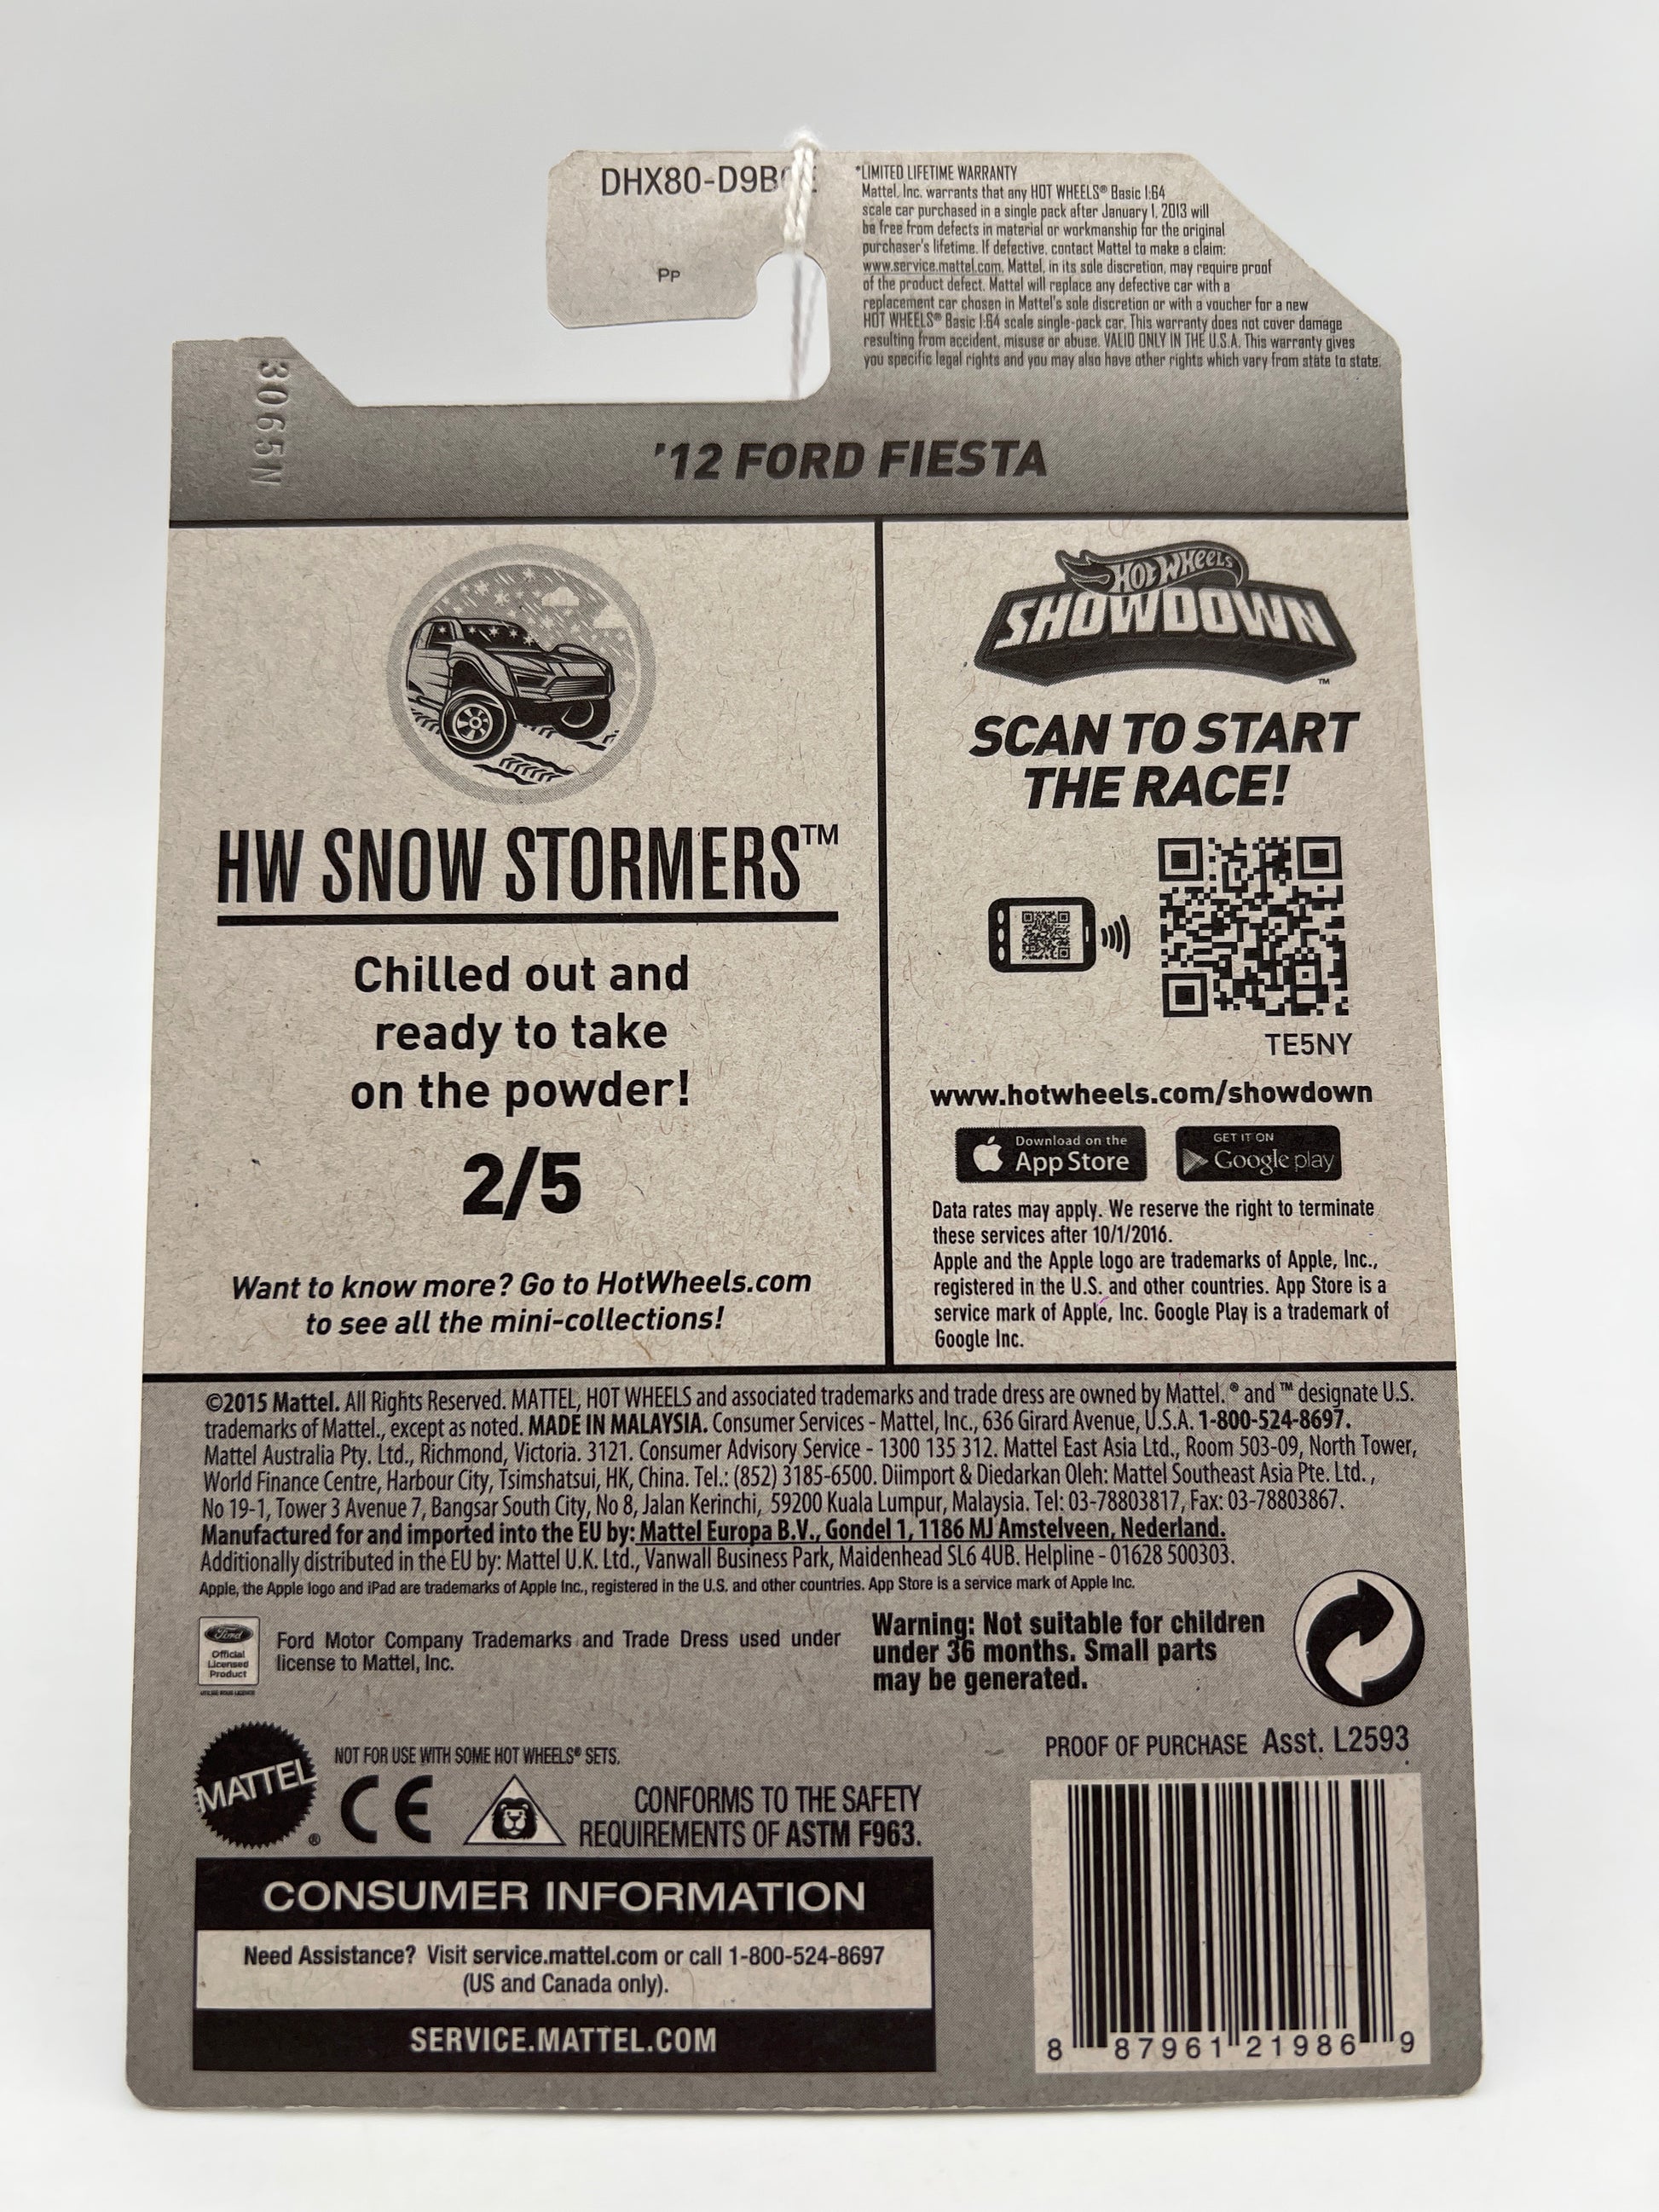 DHX80-D9B
Pp
*LIMITED LIFETIME WARRANTY
Mattel, Inc. warrants that any HOT WHEELS® Basic 1:64
scale car purchased in a single pack after January 1, 2013 will
be free from defects in material or workmanship for the original
purchaser's lifetime. If defective, contact Mattel to make a claim:
www.service.mattel.com. Mattel, in its sole discretion, may require proof
of the product defect. Mattel will replace any defective car with a
replacement car chosen in Mattel's sole discretion or with a voucher for a new
HOT WHEELS® Basic 1:64 scale single-pack car. This warranty does not cover damage
resulting from accident, misuse or abuse. VALID ONLY IN THE U.S.A. This warranty gives
you specific legal rights and you may also have other rights which vary from state to state.
3065N
'12 FORD FIESTA
HW SNOW STORMERS™
Chilled out and
ready to take
on the powder!
2/5
Want to know more? Go to HotWheels.com
to see all the mini-collections!
HOT WHEELS
SHOWDOWN™
SCAN TO START
THE RACE!
TE5NY
www.hotwheels.com/showdown
Download on the
App Store
GET IT ON
Google play
Data rates may apply. We reserve the right to terminate
these services after 10/1/2016.
Apple and the Apple logo are trademarks of Apple, Inc.,
registered in the U.S. and other countries. App Store is a
service mark of Apple, Inc. Google Play is a trademark of
Google Inc.
©2015 Mattel. All Rights Reserved. MATTEL, HOT WHEELS and associated trademarks and trade dress are owned by Mattel. ® and ™ designate U.S.
trademarks of Mattel., except as noted. MADE IN MALAYSIA. Consumer Services - Mattel, Inc., 636 Girard Avenue, U.S.A. 1-800-524-8697.
Mattel Australia Pty. Ltd., Richmond, Victoria. 3121. Consumer Advisory Service - 1300 135 312. Mattel East Asia Ltd., Room 503-09, North Tower,
World Finance Centre, Harbour City, Tsimshatsui, HK, China. Tel.: (852) 3185-6500. Diimport & Diedarkan Oleh: Mattel Southeast Asia Pte. Ltd.,
No 19-1, Tower 3 Avenue 7, Bangsar South City, No 8, Jalan Kerinchi, 59200 Kuala Lumpur, Malaysia. Tel: 03-78803817, Fax: 03-78803867.
Manufactured for and imported into the EU by: Mattel Europa B.V., Gondel 1, 1186 MJ Amstelveen, Nederland.
Additionally distributed in the EU by: Mattel U.K. Ltd., Vanwall Business Park, Maidenhead SL6 4UB. Helpline - 01628 500303.
Apple, the Apple logo and iPad are trademarks of Apple Inc., registered in the U.S. and other countries. App Store is a service mark of Apple Inc.
Ford
Official
Licensed
Product
Ford Motor Company Trademarks and Trade Dress used under
license to Mattel, Inc.
Warning: Not suitable for children
under 36 months. Small parts
may be generated.
PROOF OF PURCHASE Asst. L2593
MATTEL®
NOT FOR USE WITH SOME HOT WHEELS® SETS.
CE
CONFORMS TO THE SAFETY
REQUIREMENTS OF ASTM F963.
CONSUMER INFORMATION
Need Assistance? Visit service.mattel.com or call 1-800-524-8697
(US and Canada only).
SERVICE.MATTEL.COM
8 87961 21986 9